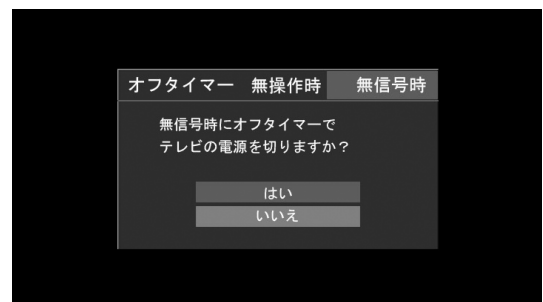 オフタイマー 無操作時 無信号時
無信号時にオフタイマーで
テレビの電源を切りますか？
はい
いいえ